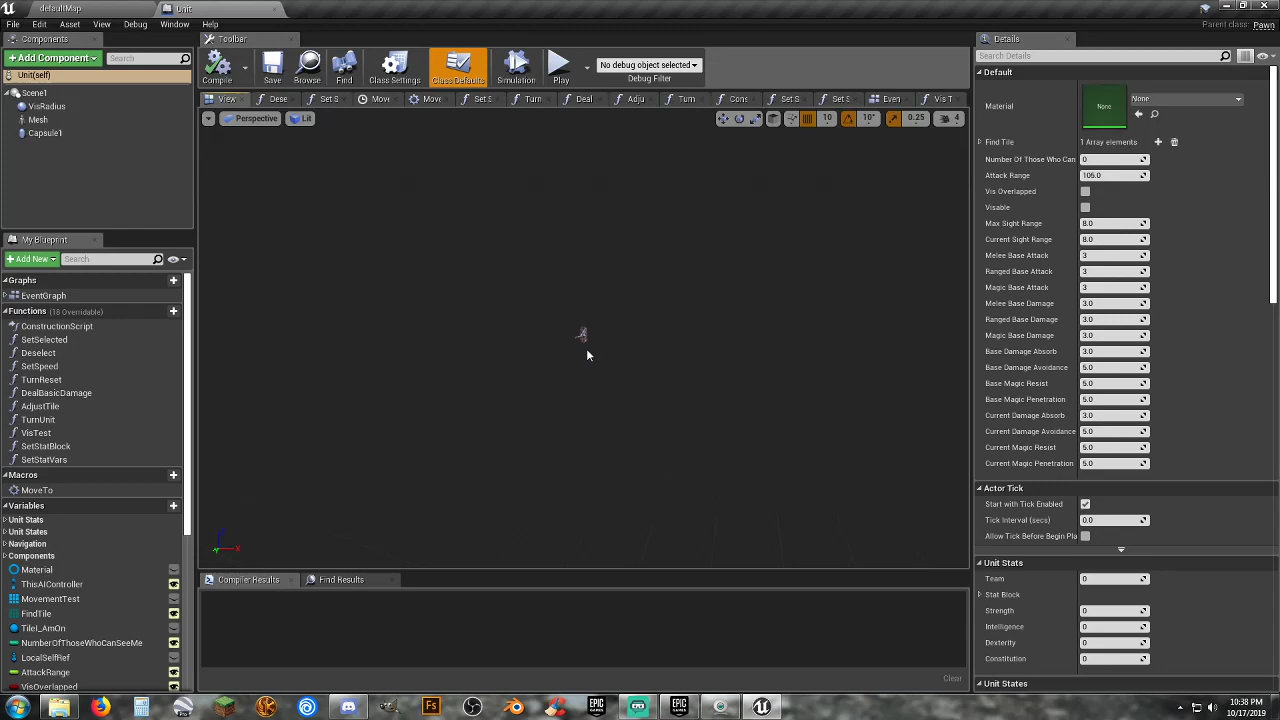 defaultMap
Unit
File Edit Asset View Debug Window Help
Parent class: Pawn
Components
Toolbar
Details
Add Component
Search
Unit(self)
Scene1
VisRadius
Mesh
Capsule1
Compile
Save
Browse
Find
Class Settings
Class Defaults
Simulation
Play
No debug object selected
Debug Filter
View
Dese
Set S
Mov
Move
Set S
Turn
Deal
Adju
Turn
Cons
Set S
Set S
Even
Vis T
Perspective
Lit
10
10°
0.25
4
My Blueprint
Add New
Search
Graphs
EventGraph
Functions (18 Overridable)
ConstructionScript
SetSelected
Deselect
SetSpeed
TurnReset
DealBasicDamage
AdjustTile
TurnUnit
VisTest
SetStatBlock
SetStatVars
Macros
MoveTo
Variables
Unit Stats
Unit States
Navigation
Components
Material
ThisAIController
MovementTest
FindTile
TileI_AmOn
NumberOfThoseWhoCanSeeMe
LocalSelfRef
AttackRange
VisOverlapped
Compiler Results
Find Results
Clear
Search Details
Default
Material
None
None
Find Tile 1 Array elements
Number Of Those Who Can 0
Attack Range 105.0
Vis Overlapped
Visable
Max Sight Range 8.0
Current Sight Range 8.0
Melee Base Attack 3
Ranged Base Attack 3
Magic Base Attack 3
Melee Base Damage 3.0
Ranged Base Damage 3.0
Magic Base Damage 3.0
Base Damage Absorb 3.0
Base Damage Avoidance 5.0
Base Magic Resist 5.0
Base Magic Penetration 5.0
Current Damage Absorb 3.0
Current Damage Avoidance 5.0
Current Magic Resist 5.0
Current Magic Penetration 5.0
Actor Tick
Start with Tick Enabled
Tick Interval (secs) 0.0
Allow Tick Before Begin Pla
Unit Stats
Team 0
Stat Block
Strength 0
Intelligence 0
Dexterity 0
Constitution 0
Unit States
10:38 PM
10/17/2019